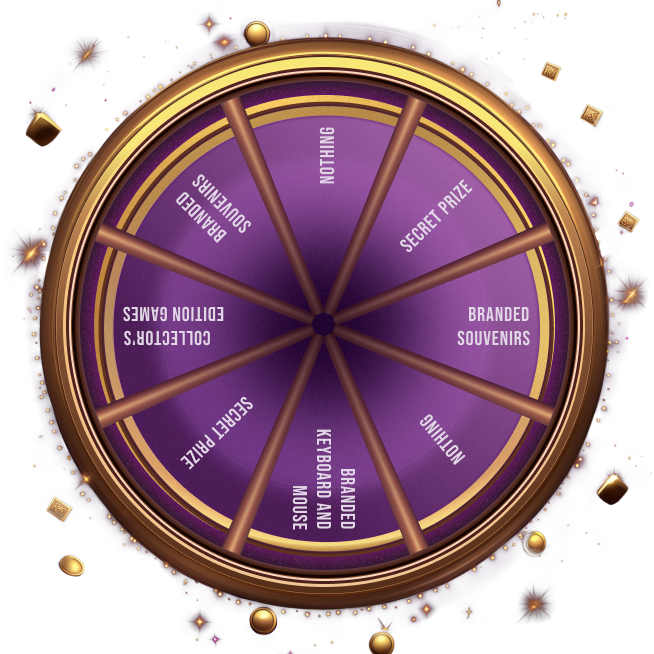 NOTHING
SECRET PRIZE
BRANDED
SOUVENIRS
NOTHING
BRANDED
KEYBOARD AND
MOUSE
SECRET PRIZE
COLLECTOR'S
EDITION GAMES
BRANDED
SOUVENIRS